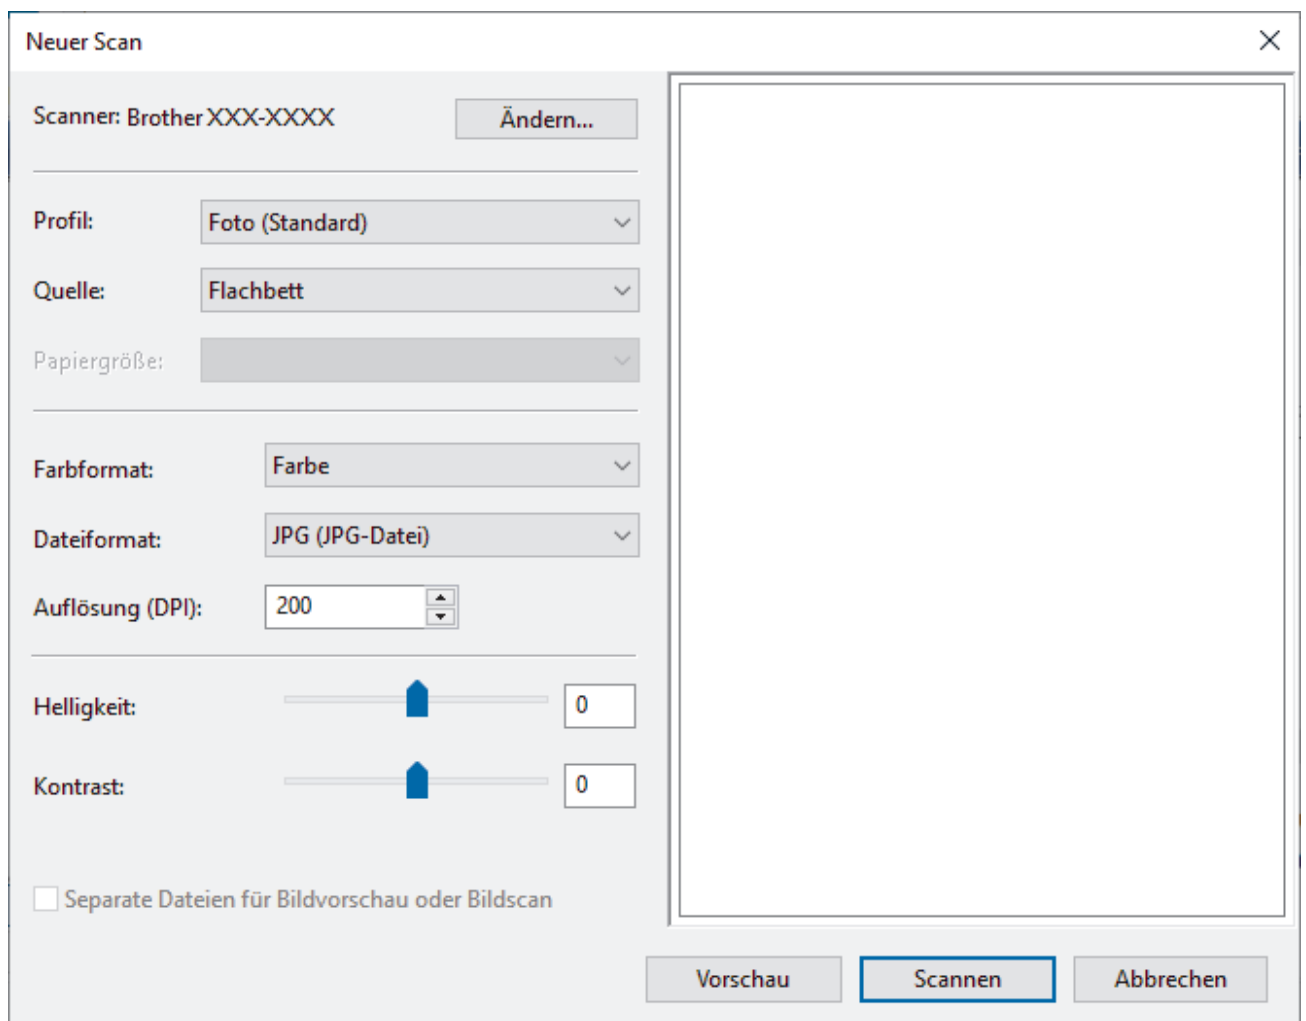 Neuer Scan
Scanner: Brother XXX-XXXX Ändern...
Profil: Foto (Standard)
Quelle: Flachbett
Papiergröße:
Farbformat: Farbe
Dateiformat: JPG (JPG-Datei)
Auflösung (DPI): 200
Helligkeit: 0
Kontrast: 0
Separate Dateien für Bildvorschau oder Bildscan
Vorschau Scannen Abbrechen